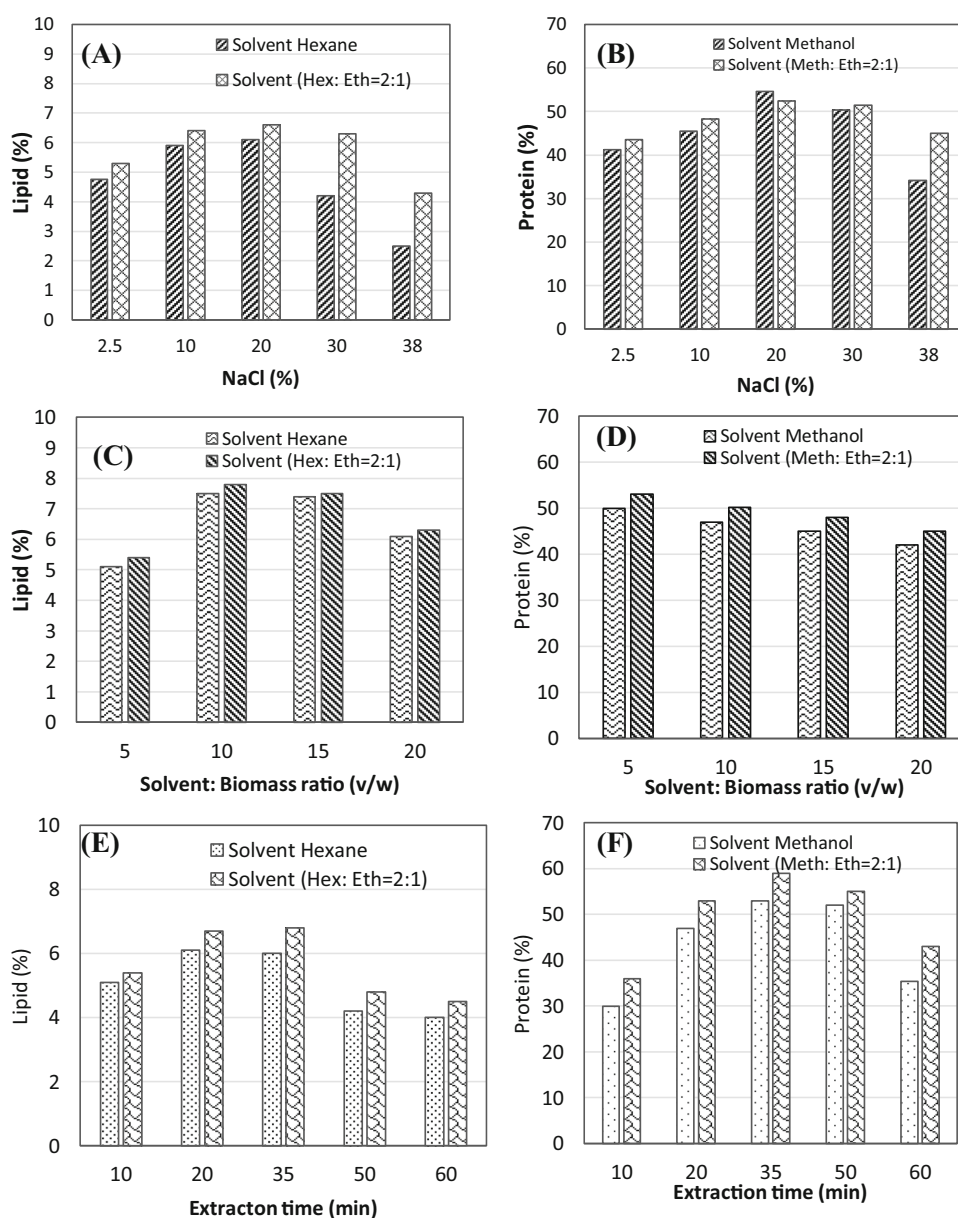 (A)
Solvent Hexane
Solvent (Hex: Eth=2:1)
Lipid (%)
10
9
8
7
6
5
4
3
2
1
0
2.5 10 20 30 38
NaCl (%)
(B)
Solvent Methanol
Solvent (Meth: Eth=2:1)
Protein (%)
70
60
50
40
30
20
10
0
2.5 10 20 30 38
NaCl (%)
(C)
Solvent Hexane
Solvent (Hex: Eth=2:1)
Lipid (%)
10
9
8
7
6
5
4
3
2
1
0
5 10 15 20
Solvent: Biomass ratio (v/w)
(D)
Solvent Methanol
Solvent (Meth: Eth=2:1)
Protein (%)
60
50
40
30
20
10
0
70
5 10 15 20
Solvent: Biomass ratio (v/w)
(E)
Solvent Hexane
Solvent (Hex: Eth=2:1)
Lipid (%)
10
8
6
4
2
0
10 20 35 50 60
Extracton time (min)
(F)
Solvent Methanol
Solvent (Meth: Eth=2:1)
Protein (%)
70
60
50
40
30
20
10
0
10 20 35 50 60
Extraction time (min)